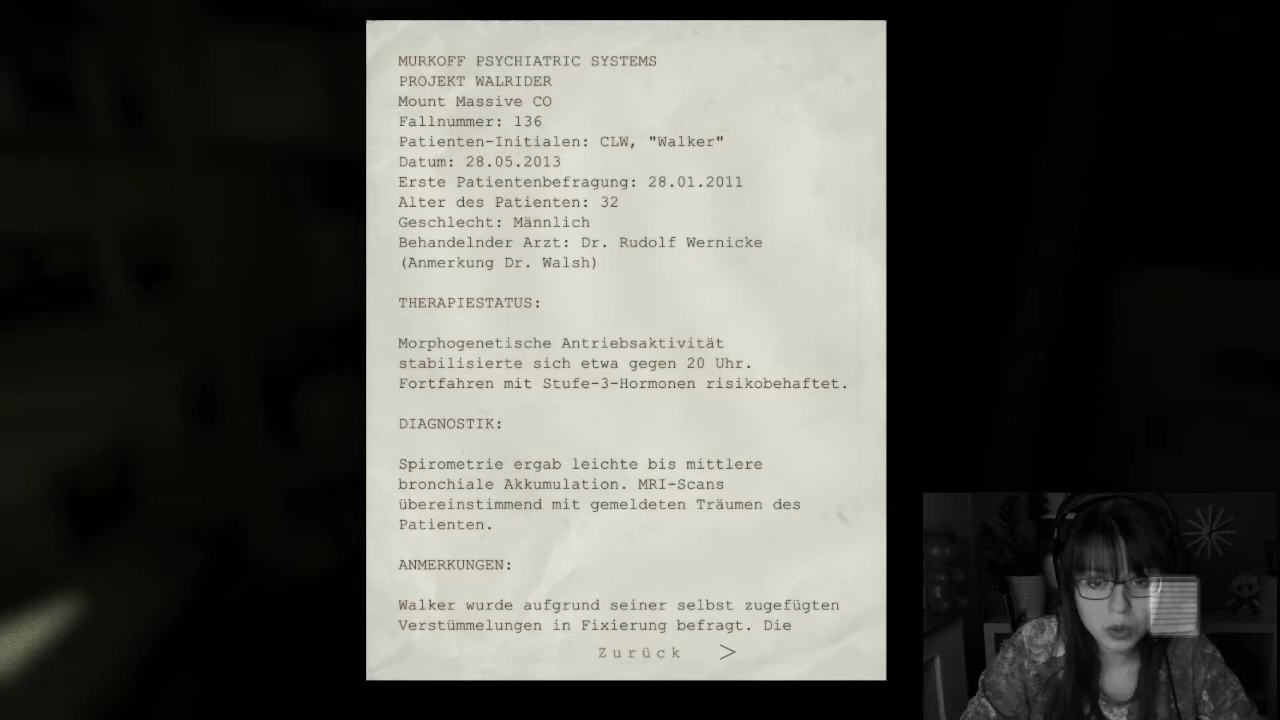 MURKOFF PSYCHIATRIC SYSTEMS
PROJEKT WALRIDER
Mount Massive CO
Fallnummer: 136
Patienten-Initialen: CLW, "Walker"
Datum: 28.05.2013
Erste Patientenbefragung: 28.01.2011
Alter des Patienten: 32
Geschlecht: Männlich
Behandelnder Arzt: Dr. Rudolf Wernicke
(Anmerkung Dr. Walsh)
THERAPIESTATUS:
Morphogenetische Antriebsaktivität
stabilisierte sich etwa gegen 20 Uhr.
Fortfahren mit Stufe-3-Hormonen risikobehaftet.
DIAGNOSTIK:
Spirometrie ergab leichte bis mittlere
bronchiale Akkumulation. MRI-Scans
übereinstimmend mit gemeldeten Träumen des
Patienten.
ANMERKUNGEN:
Walker wurde aufgrund seiner selbst zugefügten
Verstümmelungen in Fixierung befragt. Die
Zurück >